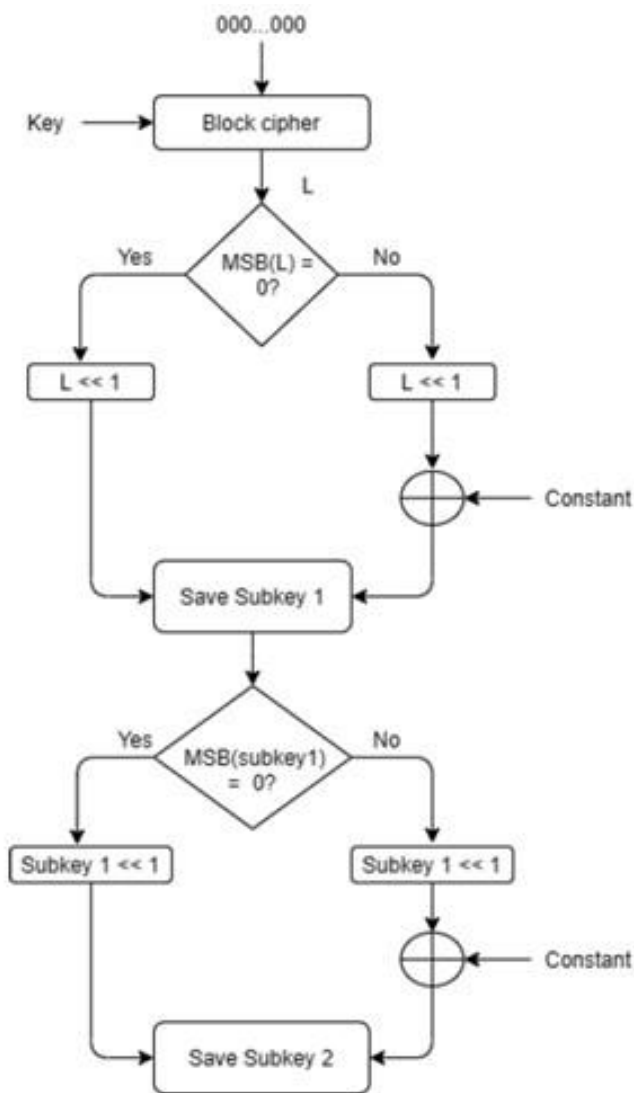 000...000
Key
Block cipher
L
Yes
MSB(L) =
0?
No
L << 1
L << 1
Constant
Save Subkey 1
Yes
MSB(subkey1)
= 0?
No
Subkey 1 << 1
Subkey 1 << 1
Constant
Save Subkey 2